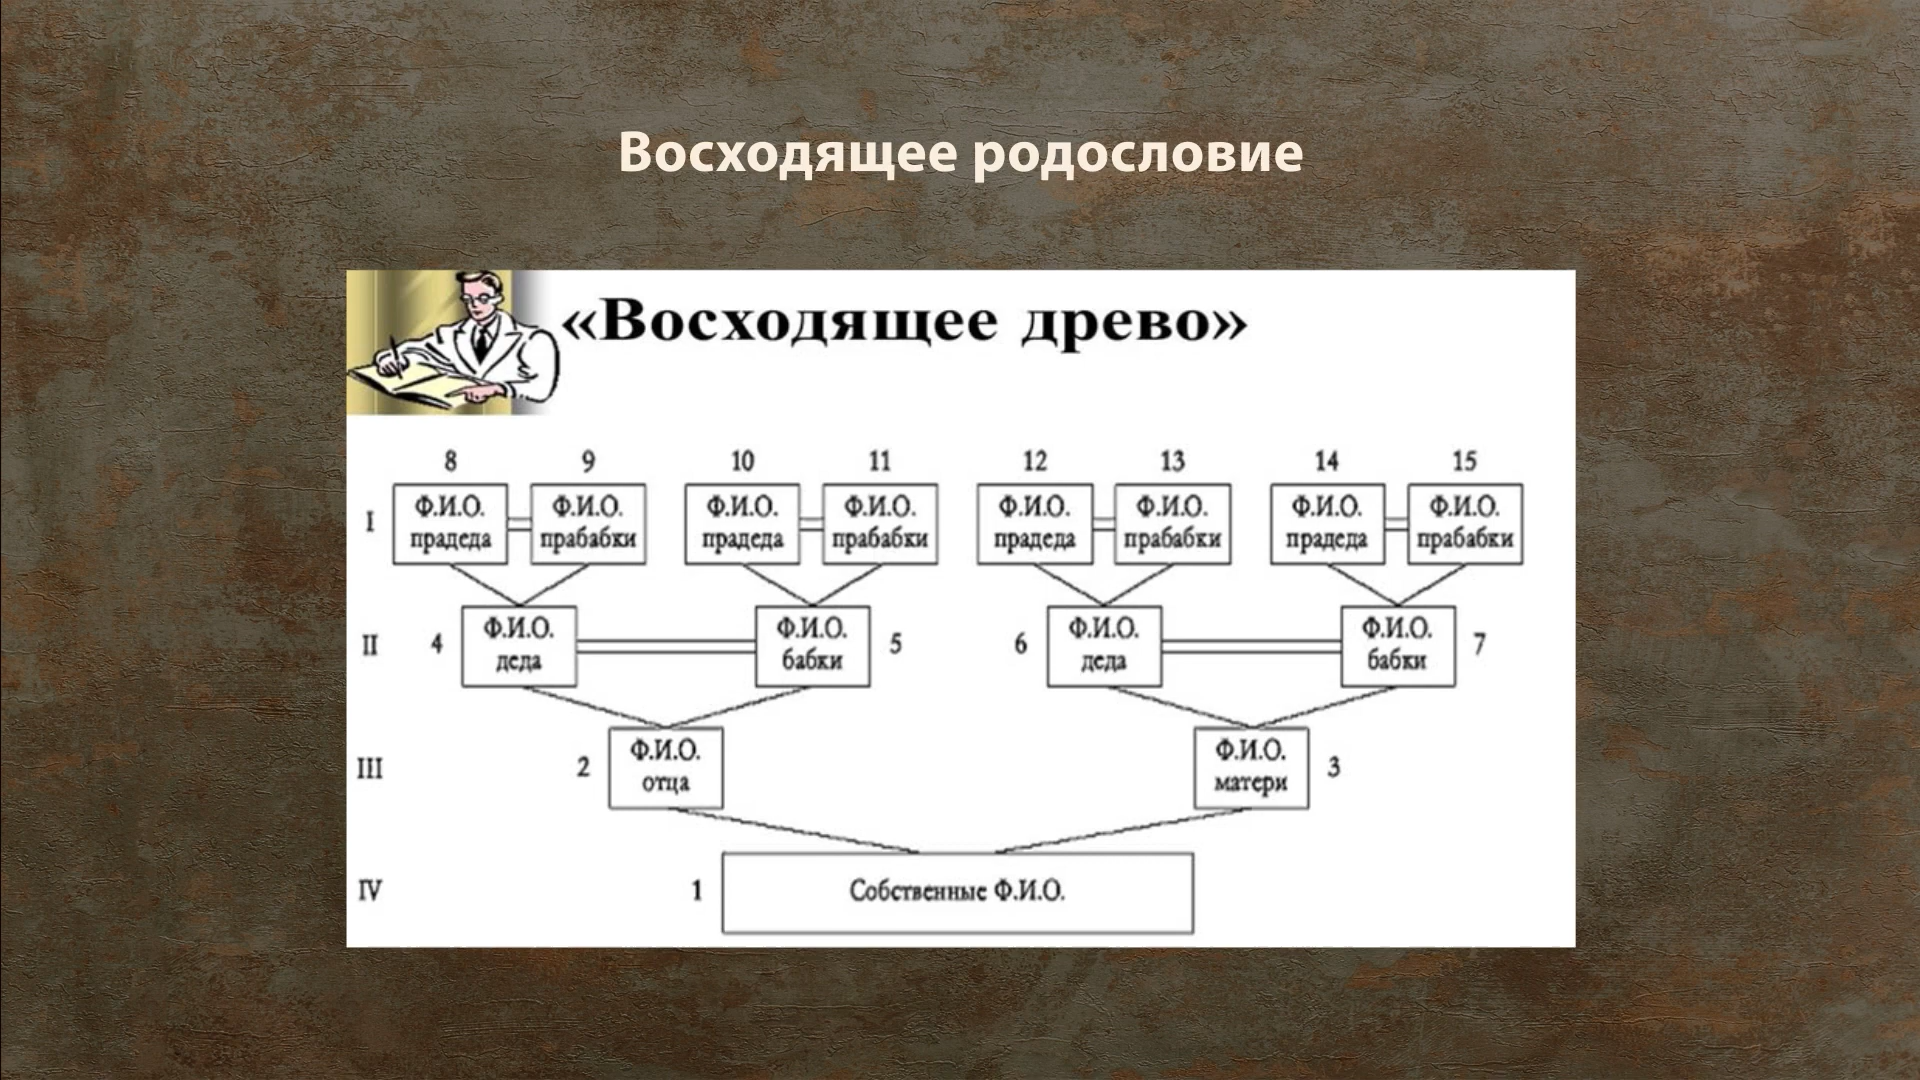 Восходящее родословие
«Восходящее древо»
8 9 10 11 12 13 14 15
I
Ф.И.О. прадеда
Ф.И.О. прабабки
Ф.И.О. прадеда
Ф.И.О. прабабки
Ф.И.О. прадеда
Ф.И.О. прабабки
Ф.И.О. прадеда
Ф.И.О. прабабки
II
4
Ф.И.О. деда
Ф.И.О. бабки
5
6
Ф.И.О. деда
Ф.И.О. бабки
7
III
2
Ф.И.О. отца
Ф.И.О. матери
3
IV
1
Собственные Ф.И.О.